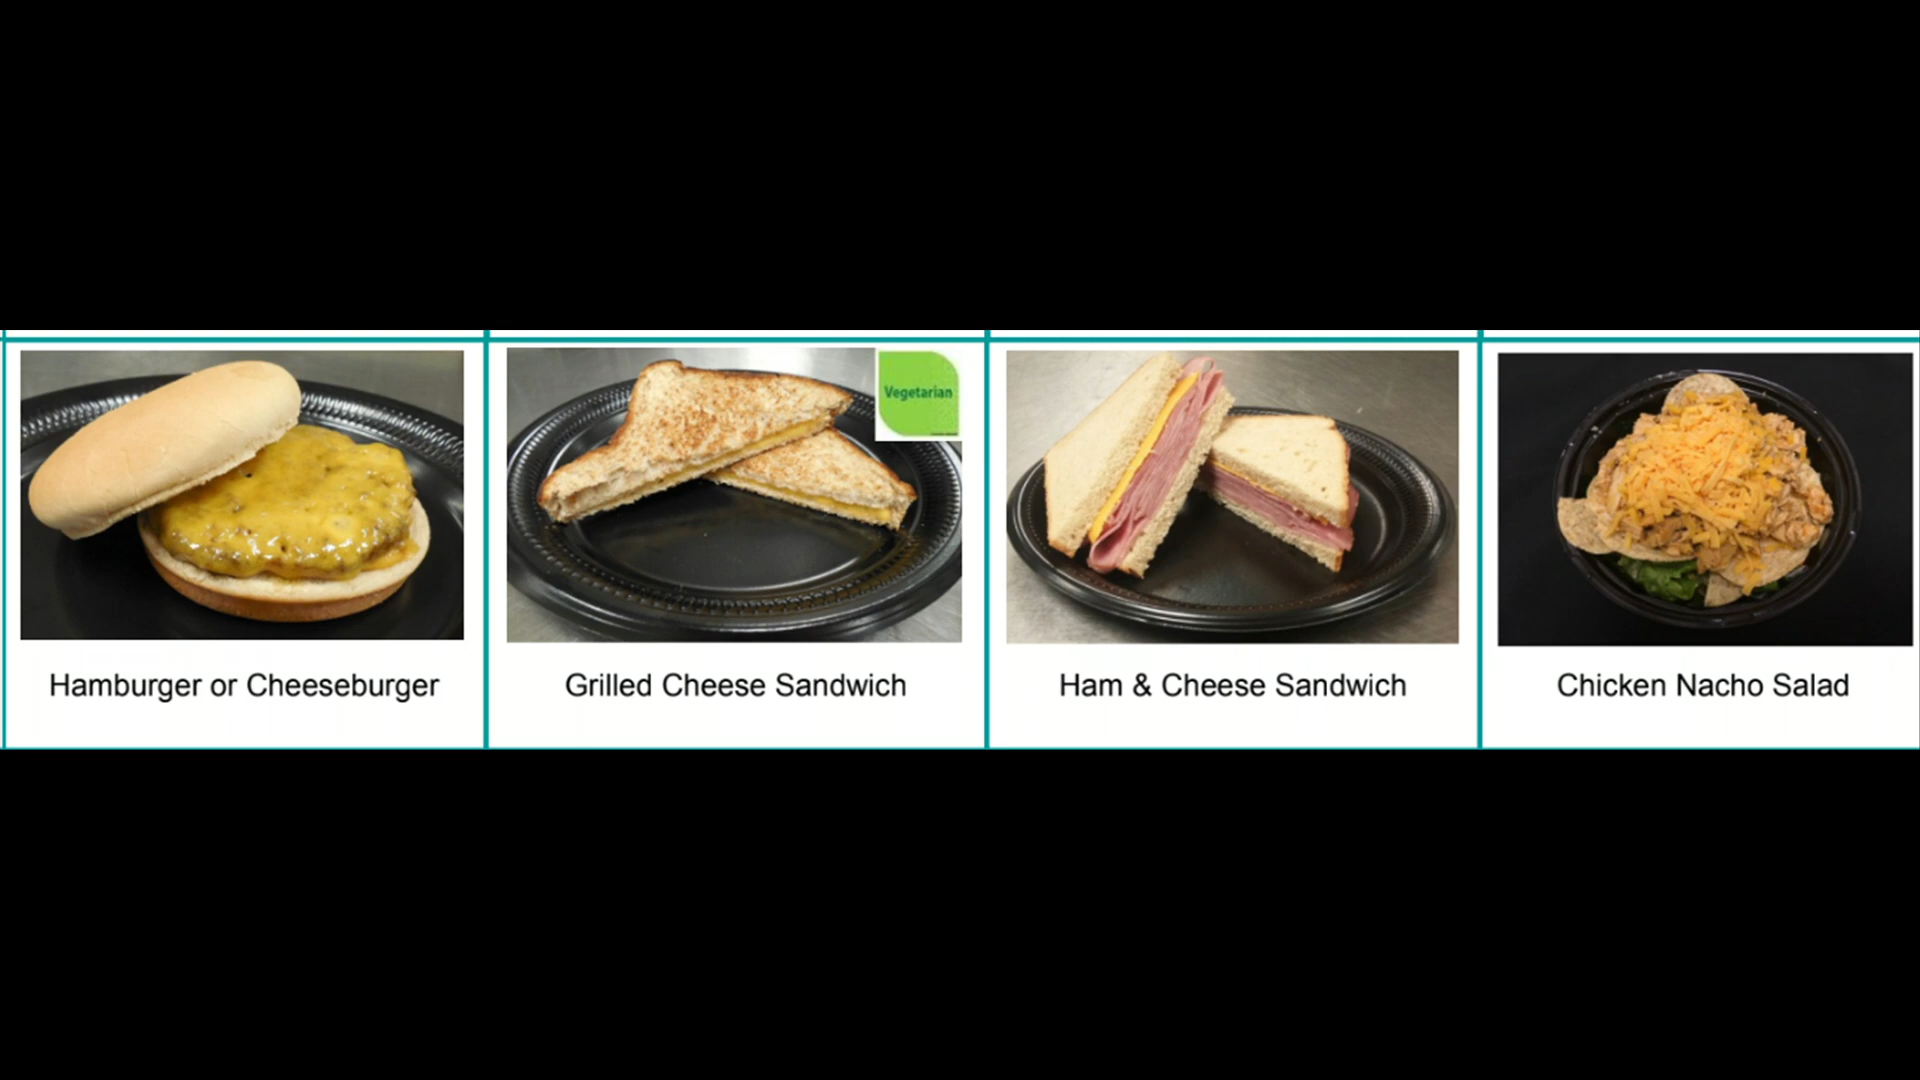 Vegetarian
Hamburger or Cheeseburger
Grilled Cheese Sandwich
Ham & Cheese Sandwich
Chicken Nacho Salad